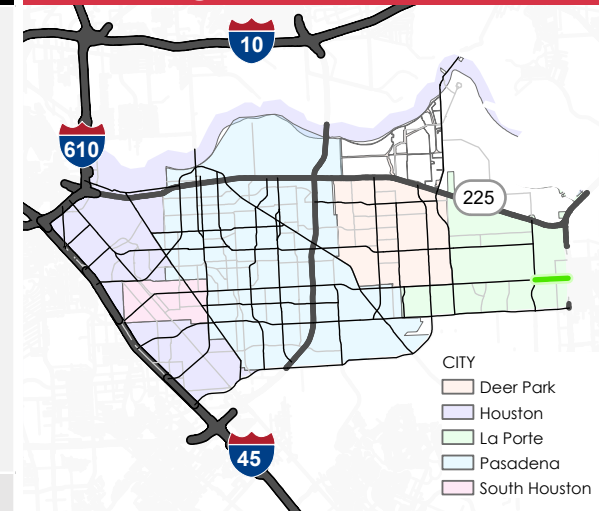 10
610
225
CITY
Deer Park
Houston
La Porte
Pasadena
South Houston
45